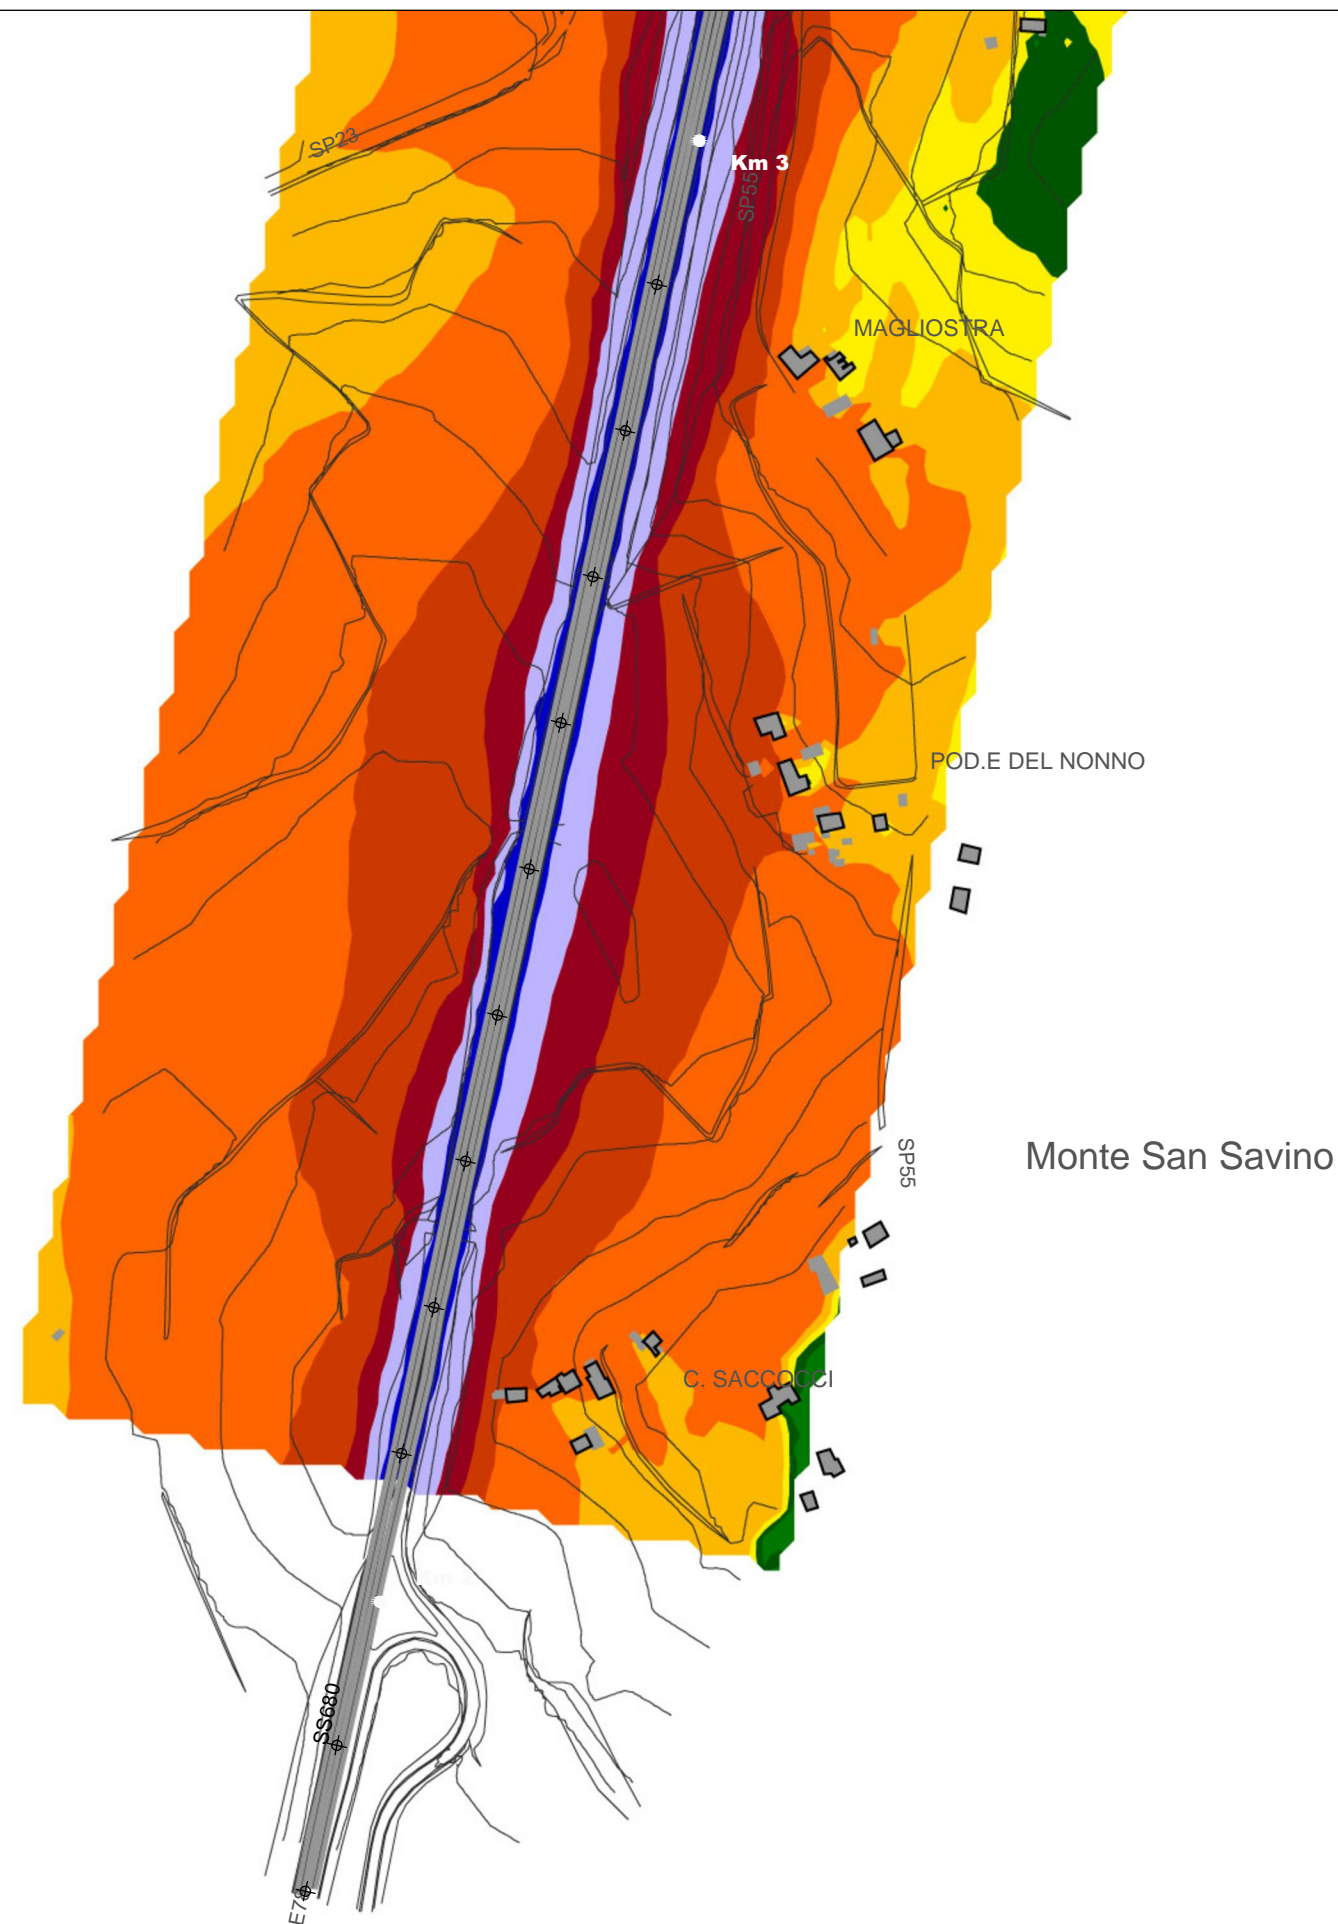 SP23
Km 3
SP55
MAGLIOSTRA
POD.E DEL NONNO
SP55
Monte San Savino
C. SACCOCCI
SS680